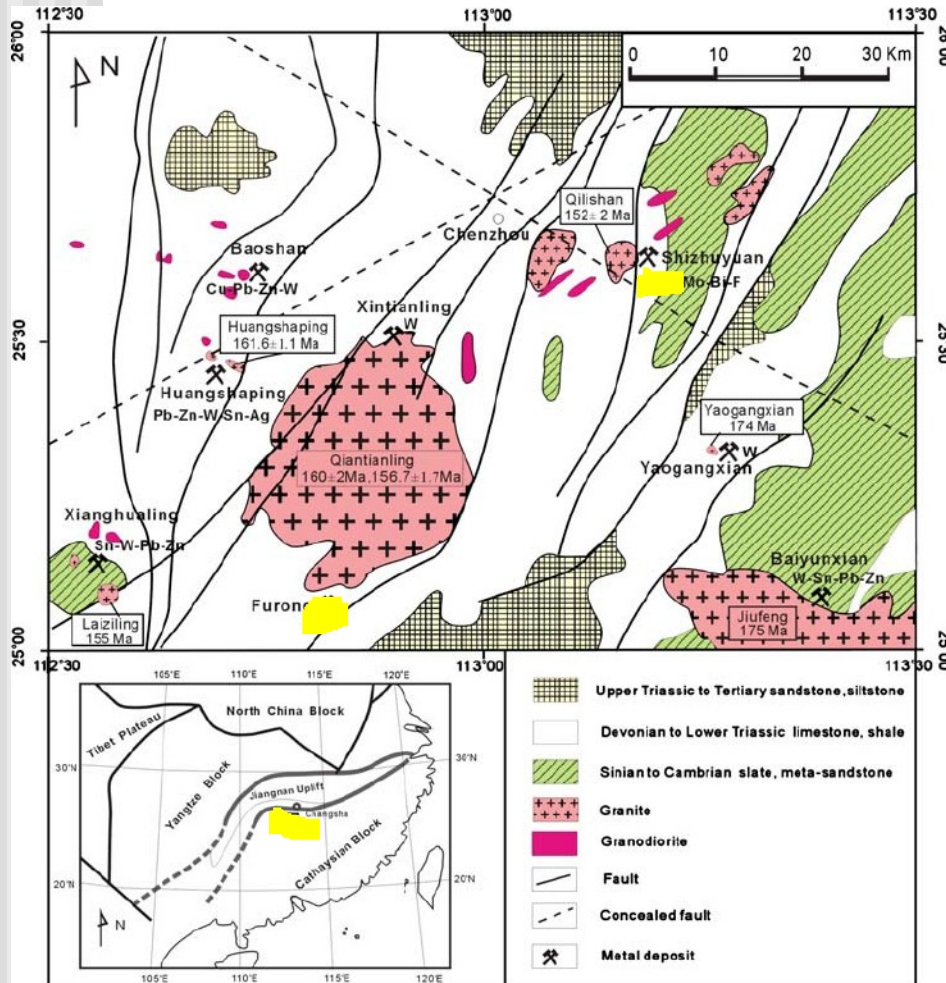 112°30
113°00
113°30
26°00
N
0 10 20 30 Km
Qilishan
152±2 Ma
Chenzhou
Shizhuyuan
Mo-Bi-F
Baoshan
Cu-Pb-Zn-W
Xintianling
W
Huangshaping
161.6±1.1 Ma
25°30
25°30
Huangshaping
Pb-Zn-W-Sn-Ag
Yaogangxian
174 Ma
W
Yaogangxian
Qiantianling
160±2Ma,156.7±1.7Ma
Xianghualing
Sn-W-Pb-Zn
Baiyunxian
W-Sn-Pb-Zn
Laiziling
155 Ma
Jiufeng
175 Ma
25°00
25°00
112°30
113°00
113°30
105°E 110°E 115°E 120°E
North China Block
Tibet Plateau
30°N
30°N
Yangtze Block
Jiangnan Uplift
Changsha
Cathaysian Block
20°N
20°N
N
105°E 110°E 115°E 120°E
Upper Triassic to Tertiary sandstone,siltstone
Devonian to Lower Triassic limestone, shale
Sinian to Cambrian slate, meta-sandstone
Granite
Granodiorite
Fault
Concealed fault
Metal deposit